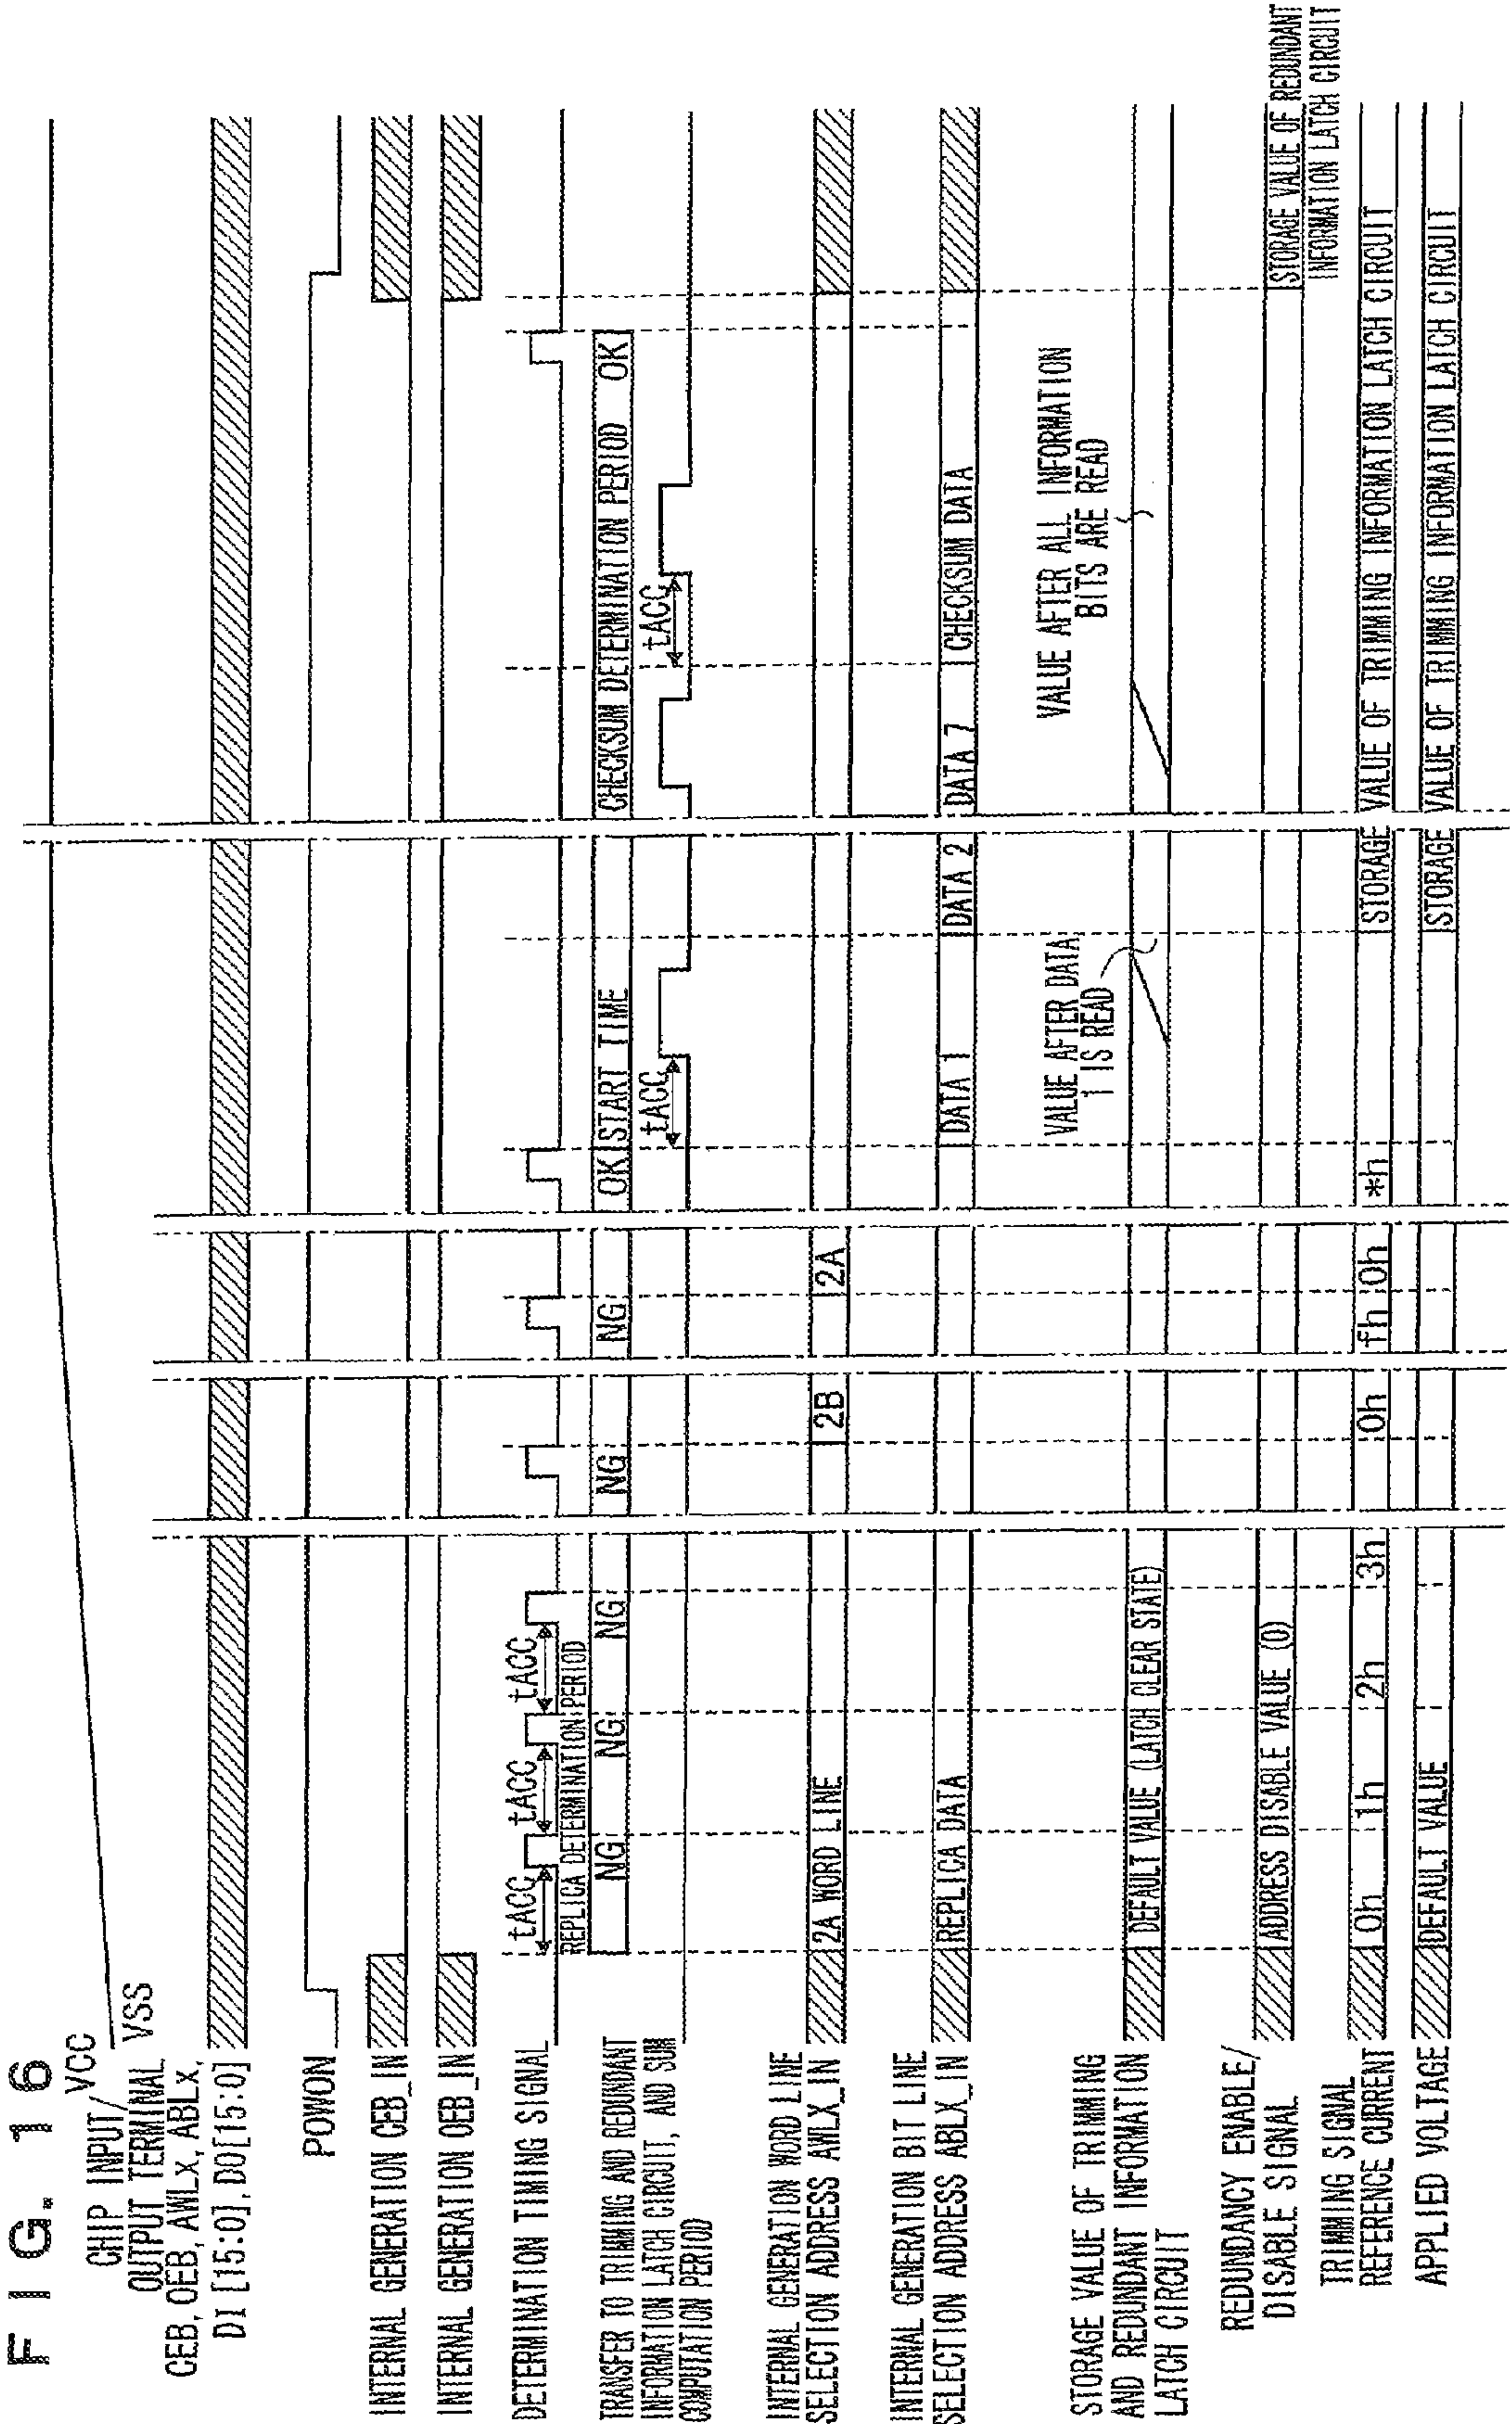 FIG. 16
CHIP INPUT/
OUTPUT TERMINAL
VCC
VSS
CEB, OEB, AWLX, ABLX,
DI [15:0], DO[15:0]
POWON
INTERNAL GENERATION CEB_IN
INTERNAL GENERATION OEB_IN
DETERMINATION TIMING SIGNAL
tACC tACC tACC
REPLICA DETERMINATION PERIOD
NG NG NG NG NG OK START TIME CHECKSUM DETERMINATION PERIOD OK
TRANSFER TO TRIMMING AND REDUNDANT
INFORMATION LATCH CIRCUIT, AND SUM
COMPUTATION PERIOD
tACC tACC
INTERNAL GENERATION WORD LINE
SELECTION ADDRESS AWLX_IN
2A WORD LINE 2B 2A
INTERNAL GENERATION BIT LINE
SELECTION ADDRESS ABLX_IN
REPLICA DATA DATA 1 DATA 2 DATA 7 CHECKSUM DATA
VALUE AFTER DATA
1 IS READ
VALUE AFTER ALL INFORMATION
BITS ARE READ
STORAGE VALUE OF TRIMMING
AND REDUNDANT INFORMATION
LATCH CIRCUIT
DEFAULT VALUE (LATCH CLEAR STATE)
REDUNDANCY ENABLE/
DISABLE SIGNAL
ADDRESS DISABLE VALUE (0)
STORAGE VALUE OF REDUNDANT
INFORMATION LATCH CIRCUIT
TRIMMING SIGNAL
REFERENCE CURRENT
0h 1h 2h 3h 0h fh 0h *h STORAGE VALUE OF TRIMMING INFORMATION LATCH CIRCUIT
APPLIED VOLTAGE
DEFAULT VALUE STORAGE VALUE OF TRIMMING INFORMATION LATCH CIRCUIT